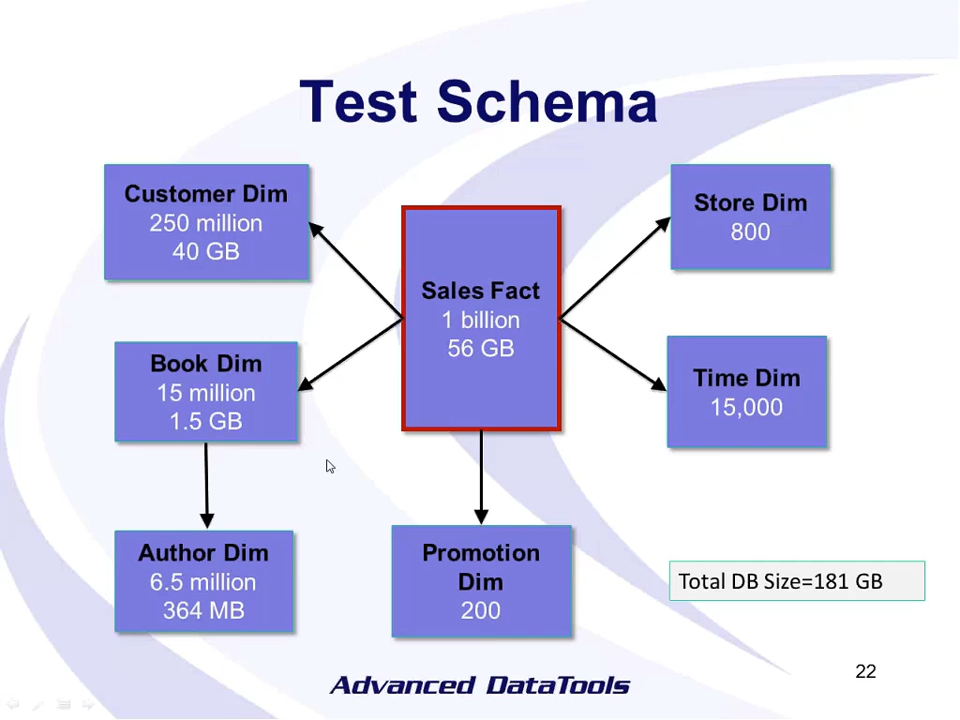 Test Schema
Customer Dim
250 million
40 GB
Store Dim
800
Sales Fact
1 billion
56 GB
Book Dim
15 million
1.5 GB
Time Dim
15,000
Author Dim
6.5 million
364 MB
Promotion
Dim
200
Total DB Size=181 GB
22
Advanced DataTools